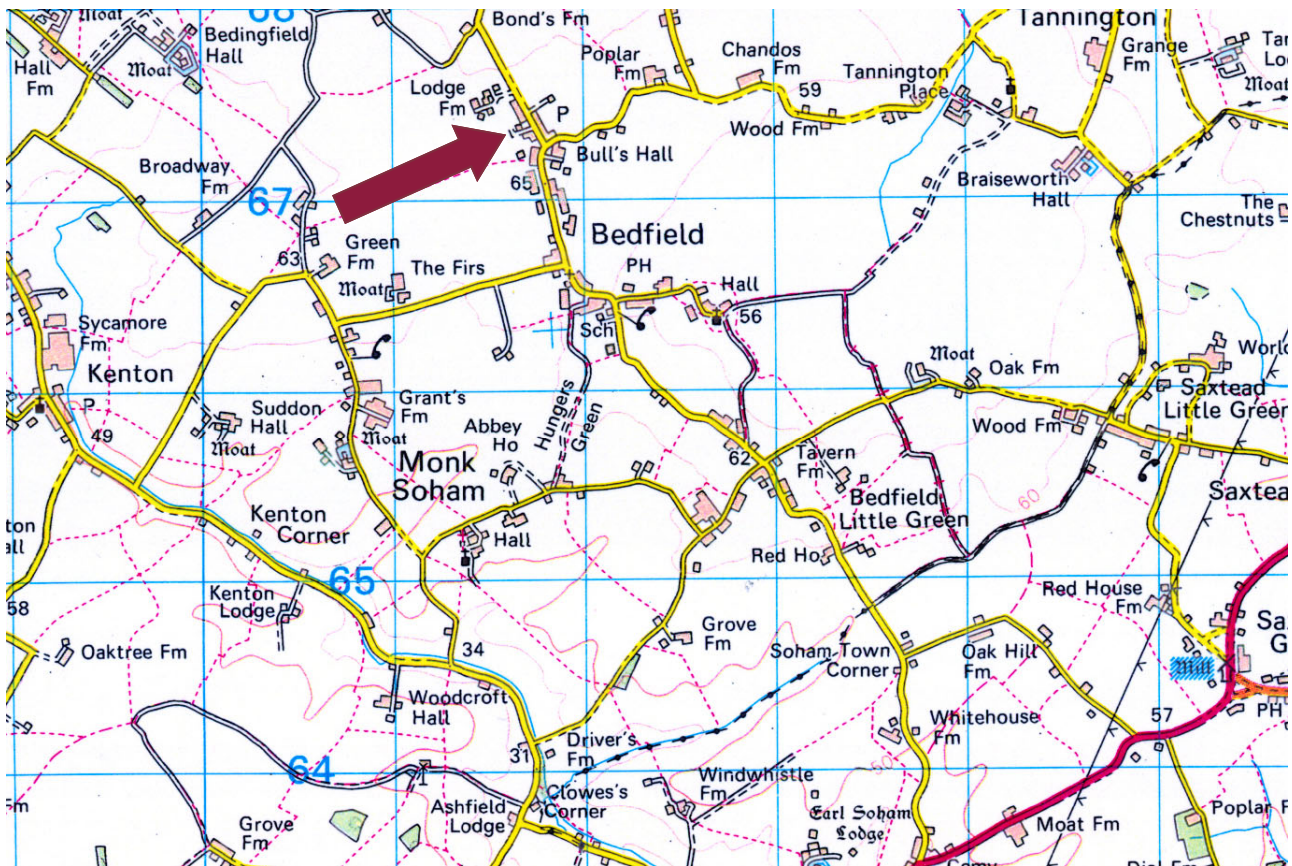 68
Moat
Bedingfield
Hall
Moat
Hall
Fm
Bond's Fm
Tannington
Poplar
Fm
Chandos
Fm
Grange
Fm
Moat
Lodge
Fm
P
59
Tannington
Place
Wood Fm
Bull's Hall
Broadway
Fm
67
65
Braiseworth
Hall
The
Chestnuts
Bedfield
63
Green
Fm
The Firs
Moat
PH
Hall
56
Sch
Sycamore
Fm
Kenton
P
49
Suddon
Hall
Moat
Grant's
Fm
Moat
Abbey
Ho
Hungers
Green
Moat
Oak Fm
Saxtead
Little Green
Wood Fm
62
Tavern
Fm
Monk
Soham
Bedfield
Little Green
60
Kenton
Corner
Hall
Red Ho
65
Kenton
Lodge
58
Oaktree Fm
34
Woodcroft
Hall
Grove
Fm
Soham Town
Corner
Oak Hill
Fm
Red House
Fm
Mill
PH
57
Whitehouse
Fm
50
64
31
Driver's
Fm
Clowes's
Corner
Windwhistle
Fm
Ashfield
Lodge
Grove
Fm
Earl Soham
Lodge
Moat Fm
Poplar